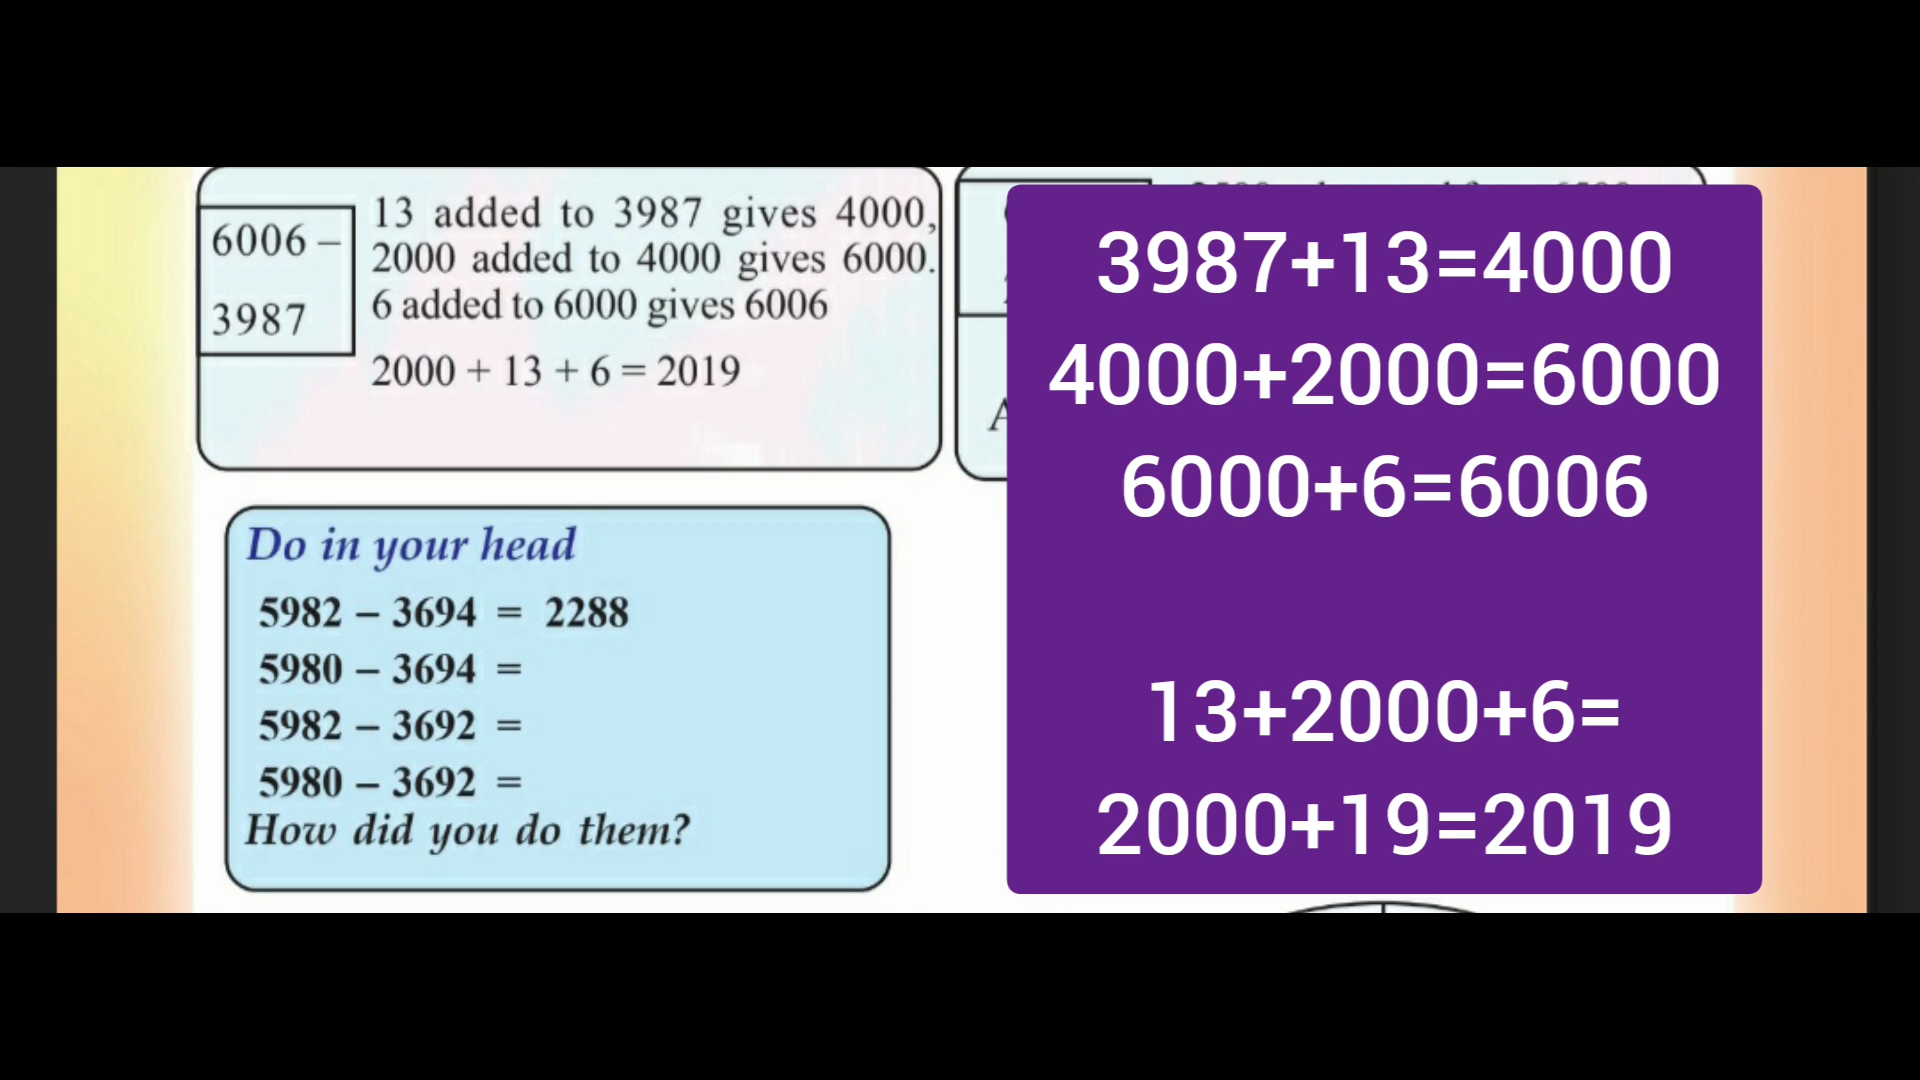 6006 –
3987
13 added to 3987 gives 4000,
2000 added to 4000 gives 6000.
6 added to 6000 gives 6006
2000 + 13 + 6 = 2019
Do in your head
5982 – 3694 = 2288
5980 – 3694 =
5982 – 3692 =
5980 – 3692 =
How did you do them?
3987+13=4000
4000+2000=6000
6000+6=6006
13+2000+6=
2000+19=2019